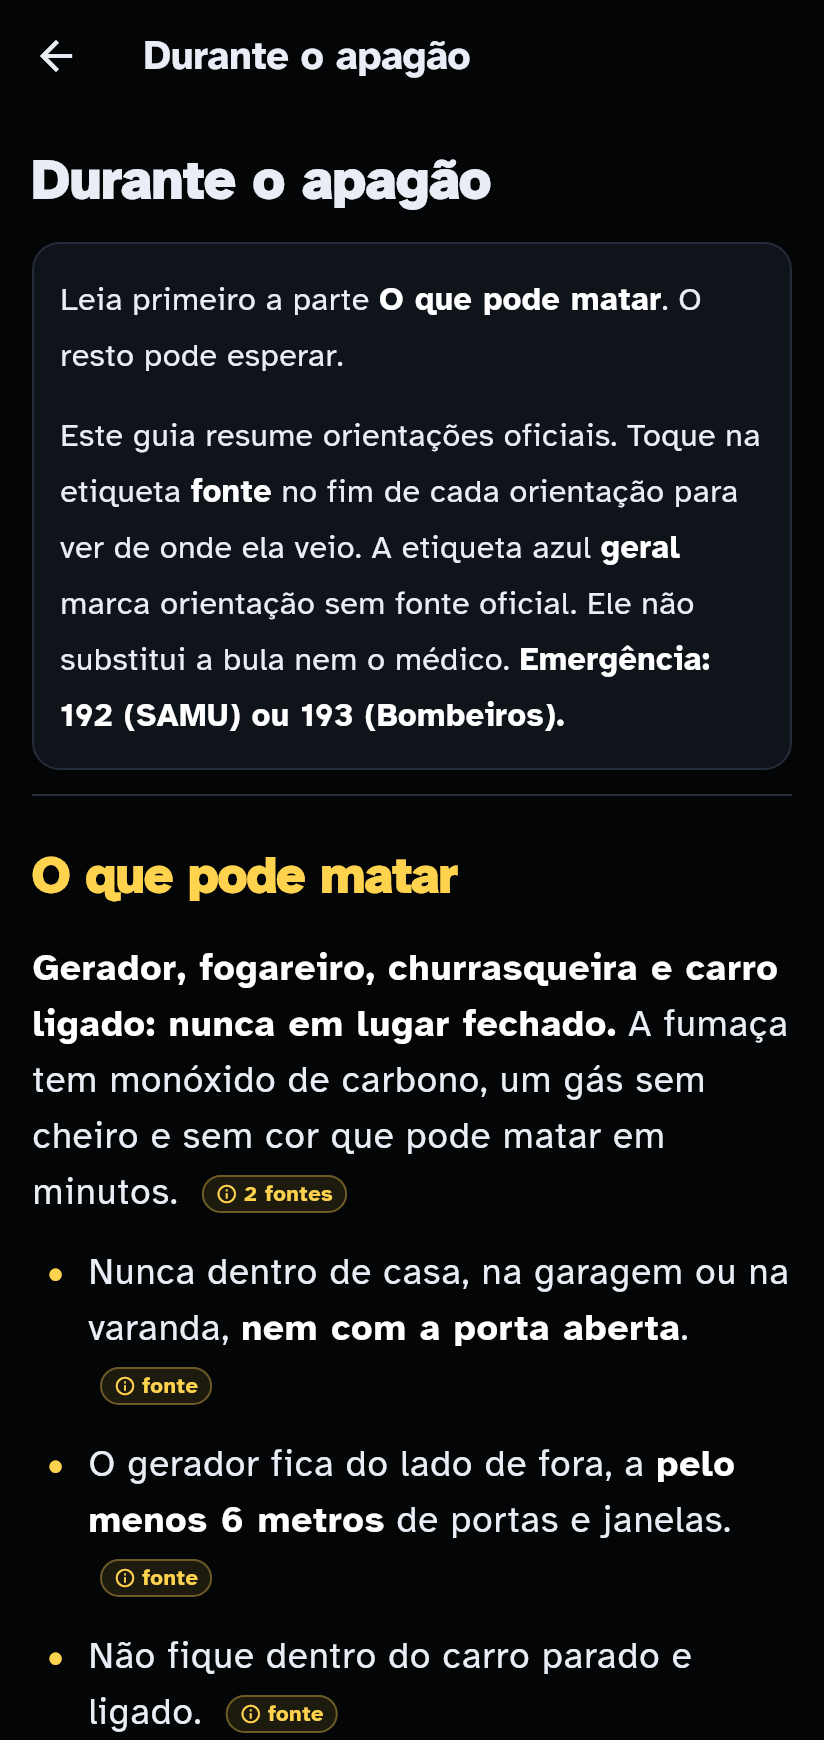 Durante o apagão
Durante o apagão
Leia primeiro a parte O que pode matar. O
resto pode esperar.
Este guia resume orientações oficiais. Toque na
etiqueta fonte no fim de cada orientação para
ver de onde ela veio. A etiqueta azul geral
marca orientação sem fonte oficial. Ele não
substitui a bula nem o médico. Emergência:
192 (SAMU) ou 193 (Bombeiros).
O que pode matar
Gerador, fogareiro, churrasqueira e carro
ligado: nunca em lugar fechado. A fumaça
tem monóxido de carbono, um gás sem
cheiro e sem cor que pode matar em
minutos. 2 fontes
Nunca dentro de casa, na garagem ou na
varanda, nem com a porta aberta.
fonte
O gerador fica do lado de fora, a pelo
menos 6 metros de portas e janelas.
fonte
Não fique dentro do carro parado e
ligado. fonte